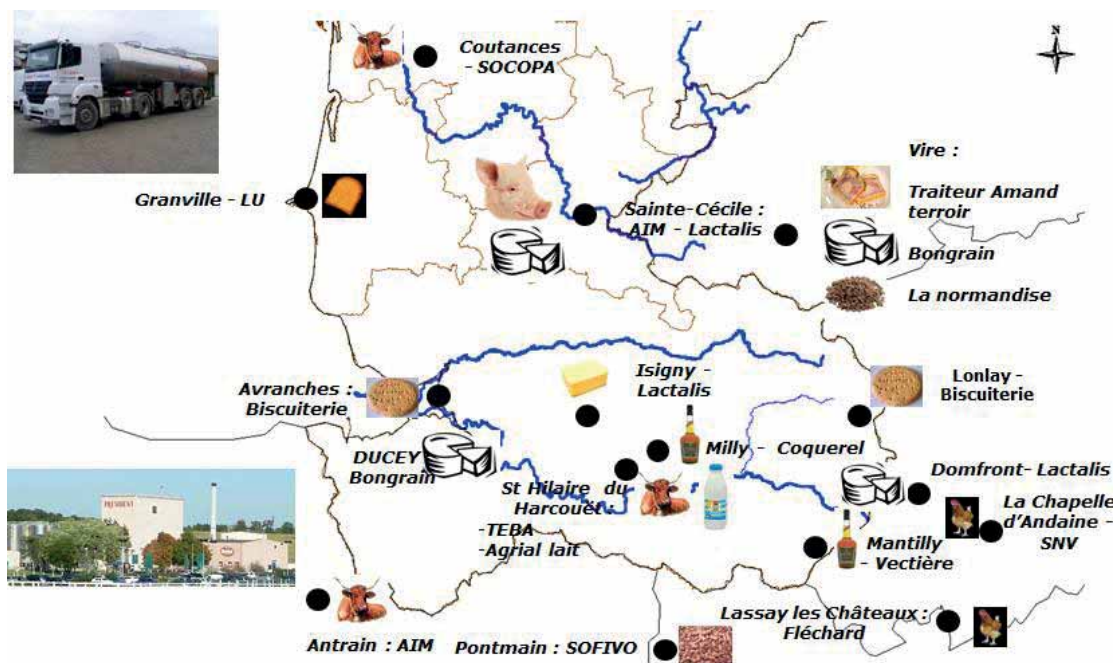 N
Coutances
- SOCOPA
Vire :
Granville - LU
Traiteur Amand
terroir
Sainte-Cécile :
AIM - Lactalis
Bongrain
La normandise
Isigny -
Lactalis
Avranches :
Biscuiterie
Lonlay -
Biscuiterie
DUCEY
Bongrain
Milly - Coquerel
Domfront- Lactalis
St Hilaire du
Harcouët :
-TEBA
-Agrial lait
La Chapelle
d'Andaine -
SNV
Mantilly
- Vectière
Lassay les Châteaux :
Fléchard
Antrain : AIM
Pontmain : SOFIVO
PRESIDENT